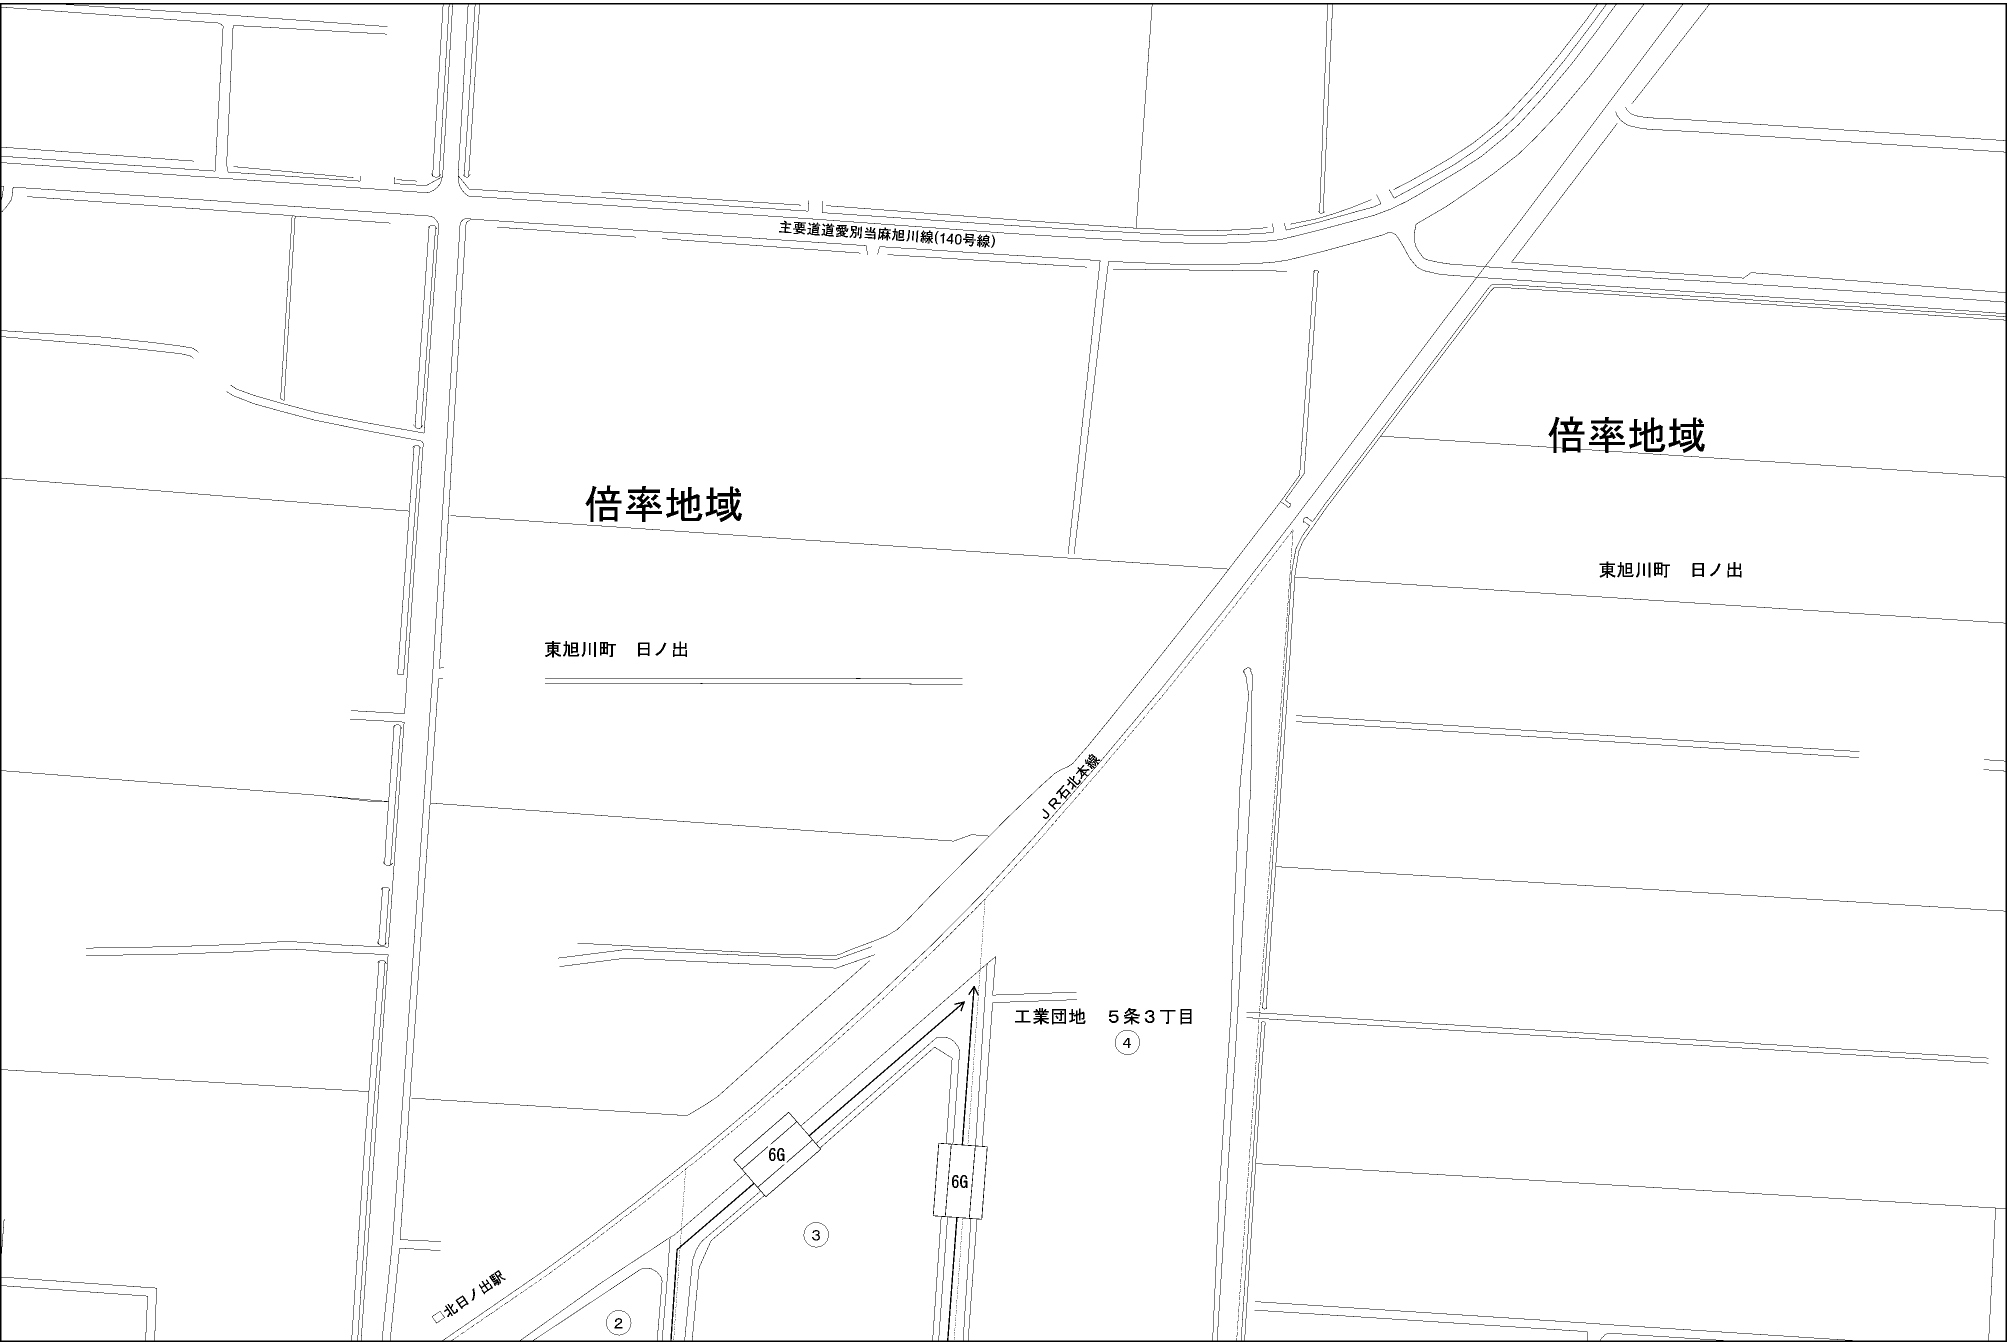 主要道道愛別当麻旭川線(140号線)
倍率地域
倍率地域
東旭川町　日ノ出
東旭川町　日ノ出
ＪＲ石北本線
工業団地　５条３丁目
4
6G
6G
3
北日ノ出駅
2